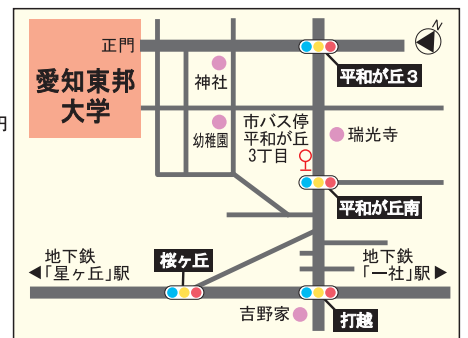 N
正門
愛知東邦
大学
神社
平和が丘3
円
幼稚園
市バス停
平和が丘
3丁目
瑞光寺
平和が丘南
地下鉄
◀「星ヶ丘」駅
桜ヶ丘
地下鉄
「一社」駅▶
吉野家
打越